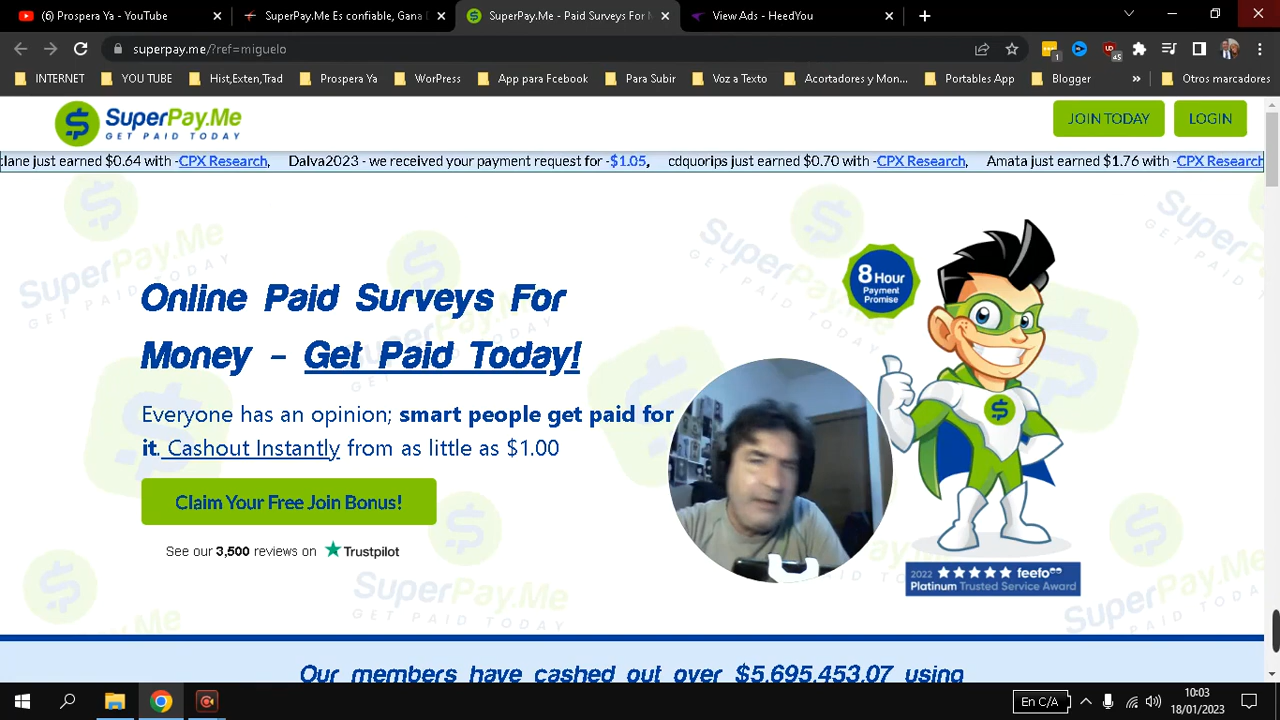 (6) Prospera Ya - YouTube
SuperPay.Me Es confiable, Gana D
SuperPay.Me - Paid Surveys For M
View Ads - HeedYou
superpay.me/?ref=miguelo
1
45
INTERNET
YOU TUBE
Hist,Exten,Trad
Prospera Ya
WorPress
App para Fcebook
Para Subir
Voz a Texto
Acortadores y Mon...
Portables App
Blogger
»
Otros marcadores
SuperPay.Me
GET PAID TODAY
JOIN TODAY
LOGIN
lane just earned $0.64 with -CPX Research, Dalva2023 - we received your payment request for -$1.05, cdquorips just earned $0.70 with -CPX Research, Amata just earned $1.76 with -CPX Research
8 Hour
Payment
Promise
Online Paid Surveys For
Money - Get Paid Today!
Everyone has an opinion; smart people get paid for
it. Cashout Instantly from as little as $1.00
Claim Your Free Join Bonus!
See our 3,500 reviews on Trustpilot
2022 feefo
Platinum Trusted Service Award
Our members have cashed out over $5,695,453.07 using
En C/A
10:03
18/01/2023